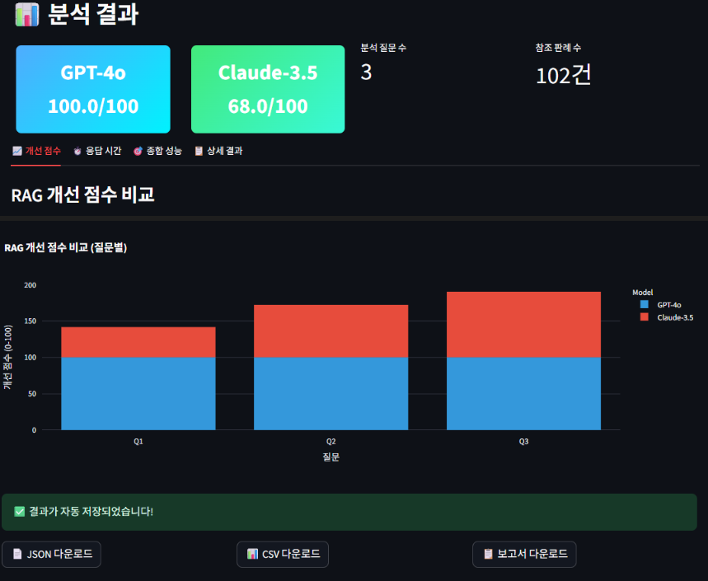 📊 분석 결과
GPT-4o
100.0/100
Claude-3.5
68.0/100
분석 질문 수
3
참조 판례 수
102건
📈 개선 점수
⏱️ 응답 시간
🎯 종합 성능
📋 상세 결과
RAG 개선 점수 비교
RAG 개선 점수 비교 (질문별)
개선 점수 (0-100)
200
150
100
50
0
Q1
Q2
Q3
질문
Model
GPT-4o
Claude-3.5
✅ 결과가 자동 저장되었습니다!
📄 JSON 다운로드
📊 CSV 다운로드
📋 보고서 다운로드